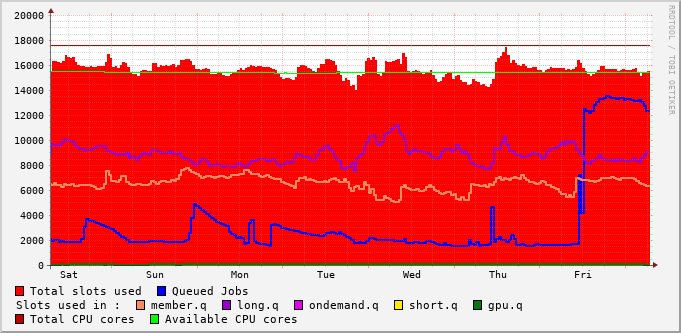 20000
18000
16000
14000
12000
10000
8000
6000
4000
2000
0
Sat Sun Mon Tue Wed Thu Fri
RRDTOOL / TOBI OETIKER
Total slots used Queued Jobs
Slots used in : member.q long.q ondemand.q short.q gpu.q
Total CPU cores Available CPU cores